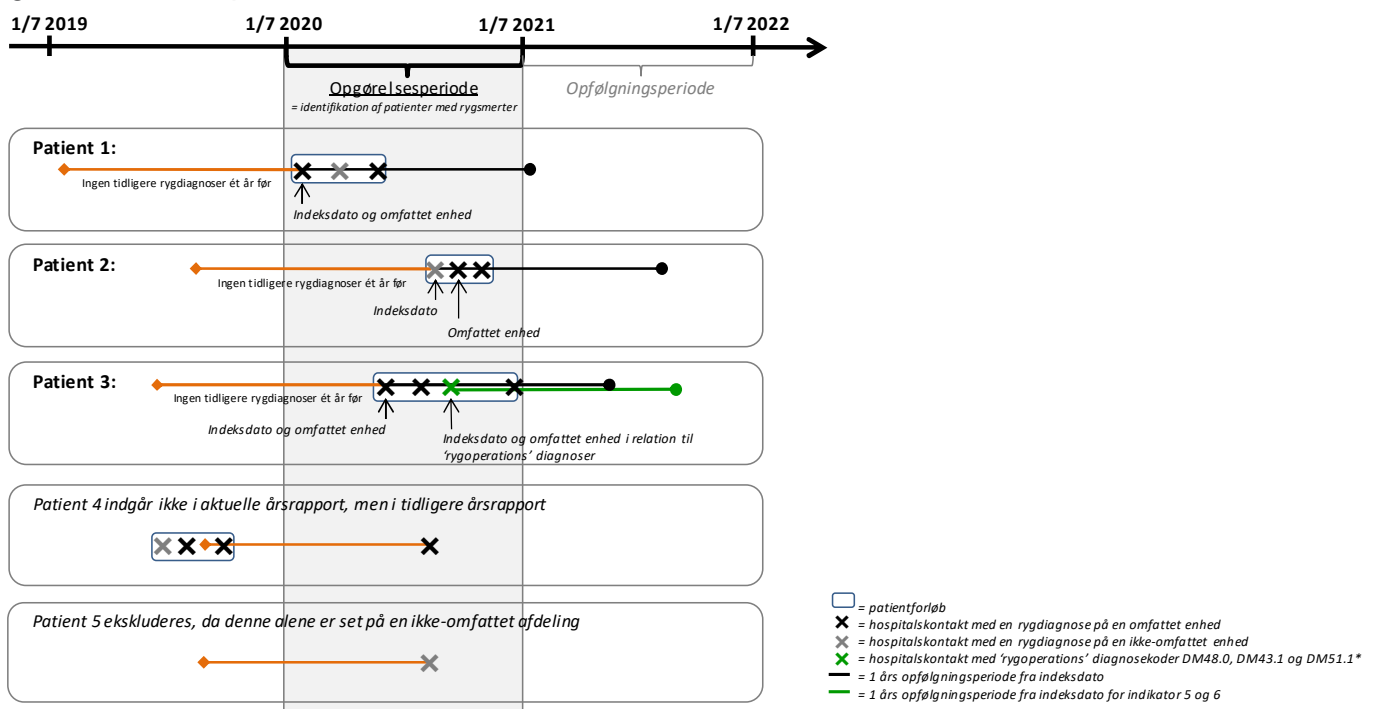 1/7 2019
1/7 2020
1/7 2021
1/7 2022
Opgørelsesperiode
= identifikation af patienter med rygsmerter
Opfølgningsperiode
Patient 1:
Ingen tidligere rygdiagnoser ét år før
Indeksdato og omfattet enhed
Patient 2:
Ingen tidligere rygdiagnoser ét år før
Indeksdato
Omfattet enhed
Patient 3:
Ingen tidligere rygdiagnoser ét år før
Indeksdato og omfattet enhed
Indeksdato og omfattet enhed i relation til
‘rygoperations’ diagnoser
Patient 4 indgår ikke i aktuelle årsrapport, men i tidligere årsrapport
Patient 5 ekskluderes, da denne alene er set på en ikke-omfattet afdeling
= patientforløb
= hospitalskontakt med en rygdiagnose på en omfattet enhed
= hospitalskontakt med en rygdiagnose på en ikke-omfattet enhed
= hospitalskontakt med ‘rygoperations’ diagnosekoder DM48.0, DM43.1 og DM51.1*
= 1 års opfølgningsperiode fra indeksdato
= 1 års opfølgningsperiode fra indeksdato for indikator 5 og 6